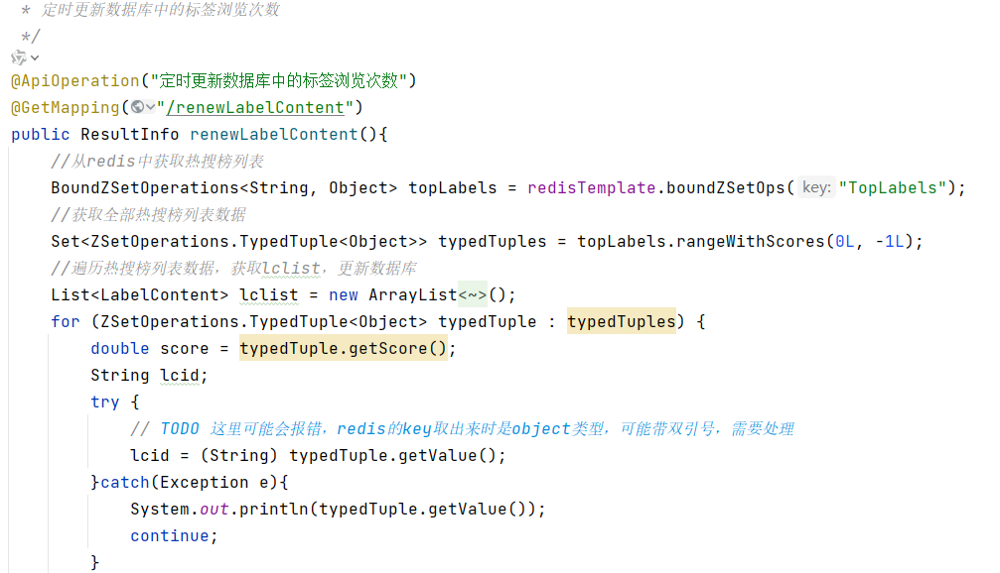 * 定时更新数据库中的标签浏览次数
*/
@ApiOperation("定时更新数据库中的标签浏览次数")
@GetMapping("/renewLabelContent")
public ResultInfo renewLabelContent(){
//从redis中获取热搜榜列表
BoundZSetOperations<String, Object> topLabels = redisTemplate.boundZSetOps( key: "TopLabels");
//获取全部热搜榜列表数据
Set<ZSetOperations.TypedTuple<Object>> typedTuples = topLabels.rangeWithScores(0L, -1L);
//遍历热搜榜列表数据，获取lclist，更新数据库
List<LabelContent> lclist = new ArrayList<~>();
for (ZSetOperations.TypedTuple<Object> typedTuple : typedTuples) {
double score = typedTuple.getScore();
String lcid;
try {
// TODO 这里可能会报错，redis的key取出来时是object类型，可能带双引号，需要处理
lcid = (String) typedTuple.getValue();
}catch(Exception e){
System.out.println(typedTuple.getValue());
continue;
}